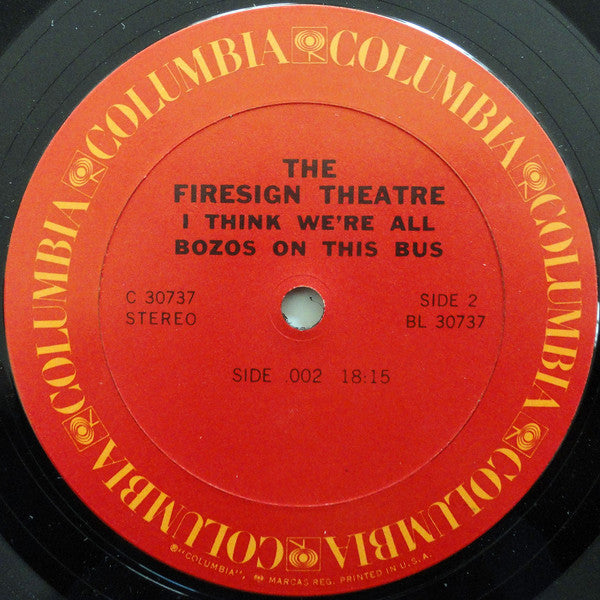 COLUMBIA COLUMBIA COLUMBIA COLUMBIA COLUMBIA COLUMBIA COLUMBIA
THE
FIRESIGN THEATRE
I THINK WE'RE ALL
BOZOS ON THIS BUS
C 30737
STEREO
SIDE 2
BL 30737
SIDE .002 18:15
℗"COLUMBIA", MARCAS REG. PRINTED IN U.S.A.